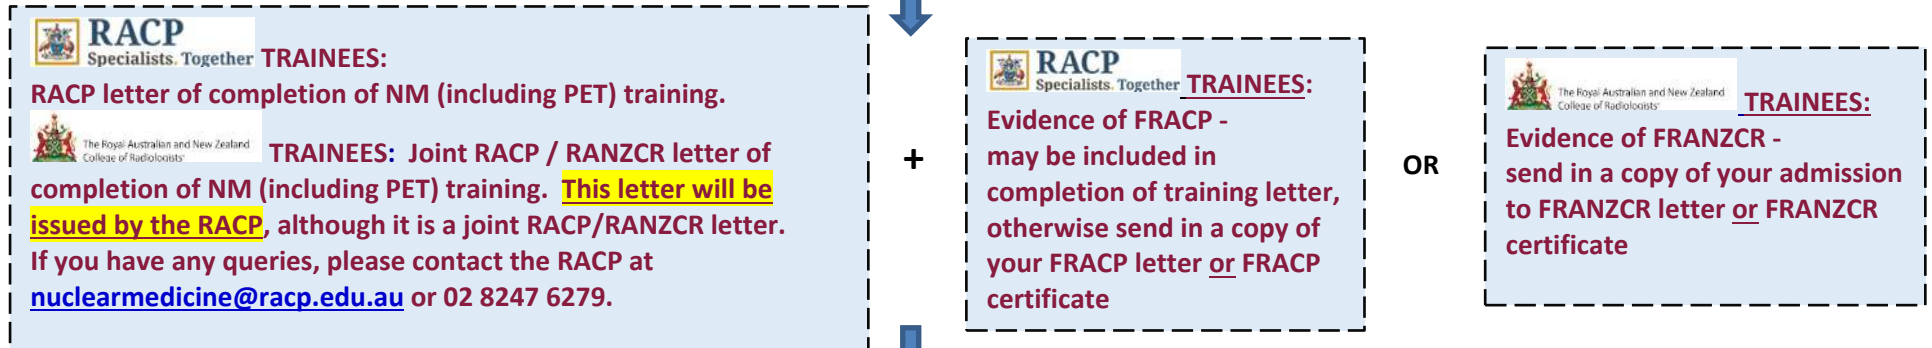 RACP
Specialists. Together TRAINEES:
RACP letter of completion of NM (including PET) training.
The Royal Australian and New Zealand
College of Radiologists® TRAINEES: Joint RACP / RANZCR letter of
completion of NM (including PET) training. This letter will be
issued by the RACP, although it is a joint RACP/RANZCR letter.
If you have any queries, please contact the RACP at
nuclearmedicine@racp.edu.au or 02 8247 6279.
+
RACP
Specialists. Together TRAINEES:
Evidence of FRACP -
may be included in
completion of training letter,
otherwise send in a copy of
your FRACP letter or FRACP
certificate
OR
The Royal Australian and New Zealand
College of Radiologists® TRAINEES:
Evidence of FRANZCR -
send in a copy of your admission
to FRANZCR letter or FRANZCR
certificate